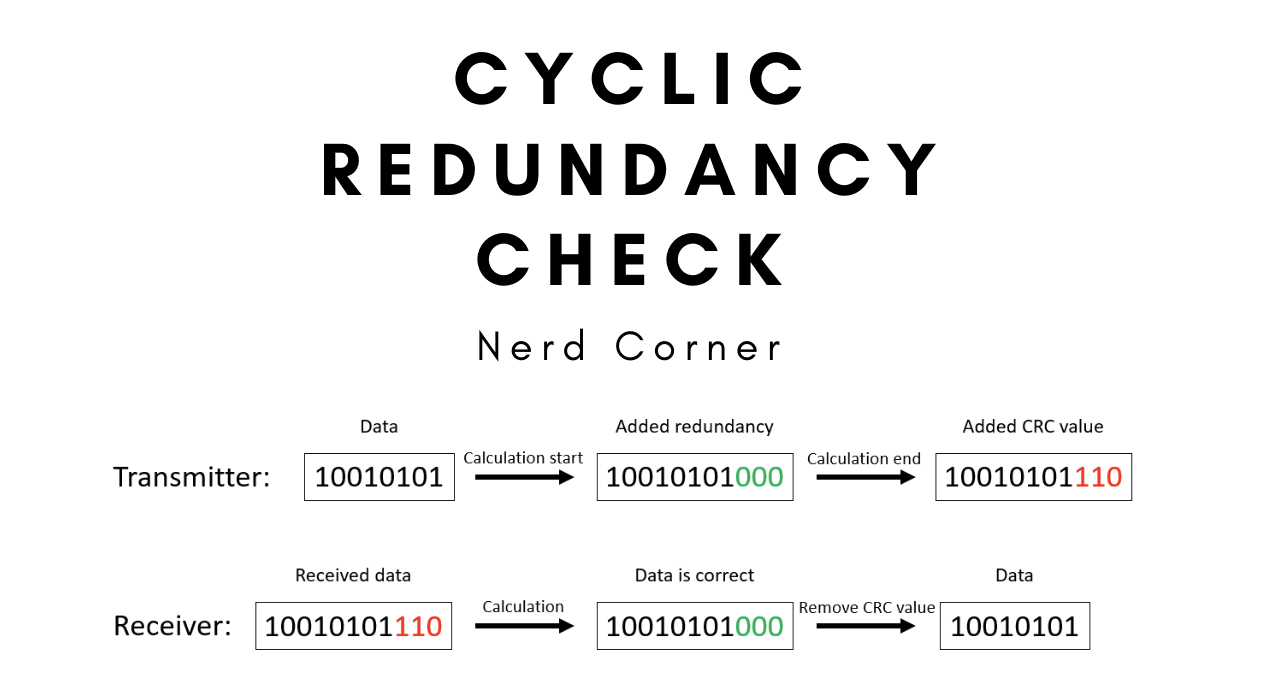 CYCLIC
REDUNDANCY
CHECK
Nerd Corner
Data
Added redundancy
Added CRC value
Transmitter:
10010101
Calculation start
10010101000
Calculation end
10010101110
Received data
Data is correct
Data
Receiver:
10010101110
Calculation
10010101000
Remove CRC value
10010101